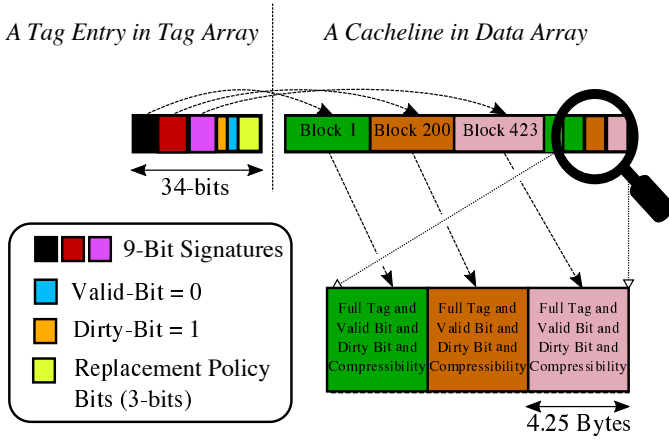 A Tag Entry in Tag Array
A Cacheline in Data Array
Block 1
Block 200
Block 423
34-bits
9-Bit Signatures
Valid-Bit = 0
Dirty-Bit = 1
Replacement Policy
Bits (3-bits)
Full Tag and
Valid Bit and
Dirty Bit and
Compressibility
Full Tag and
Valid Bit and
Dirty Bit and
Compressibility
Full Tag and
Valid Bit and
Dirty Bit and
Compressibility
4.25 Bytes